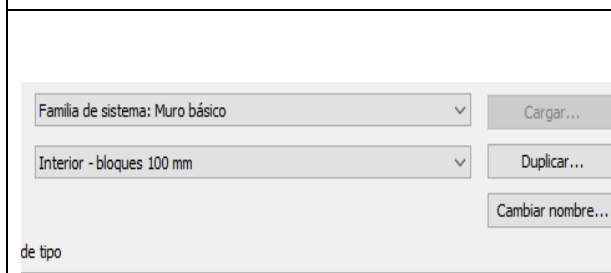 Familia de sistema: Muro básico
Cargar...
Interior - bloques 100 mm
Duplicar...
Cambiar nombre...
de tipo